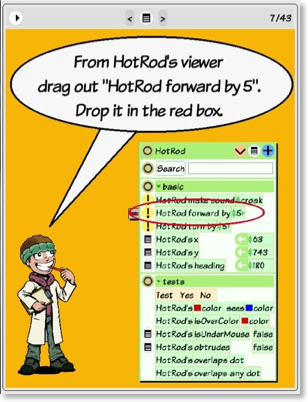 7/43
From HotRod's viewer
drag out "HotRod forward by 5".
Drop it in the red box.
HotRod
Search
basic
HotRod make sound croak
HotRod forward by 5
HotRod turn by 5
HotRod's x 63
HotRod's y 743
HotRod's heading 180
tests
Test Yes No
HotRod's color sees color
HotRod's isOverColor color
HotRod's isUnderMouse false
HotRod's obtrudes false
HotRod's overlaps dot
HotRod's overlaps any dot